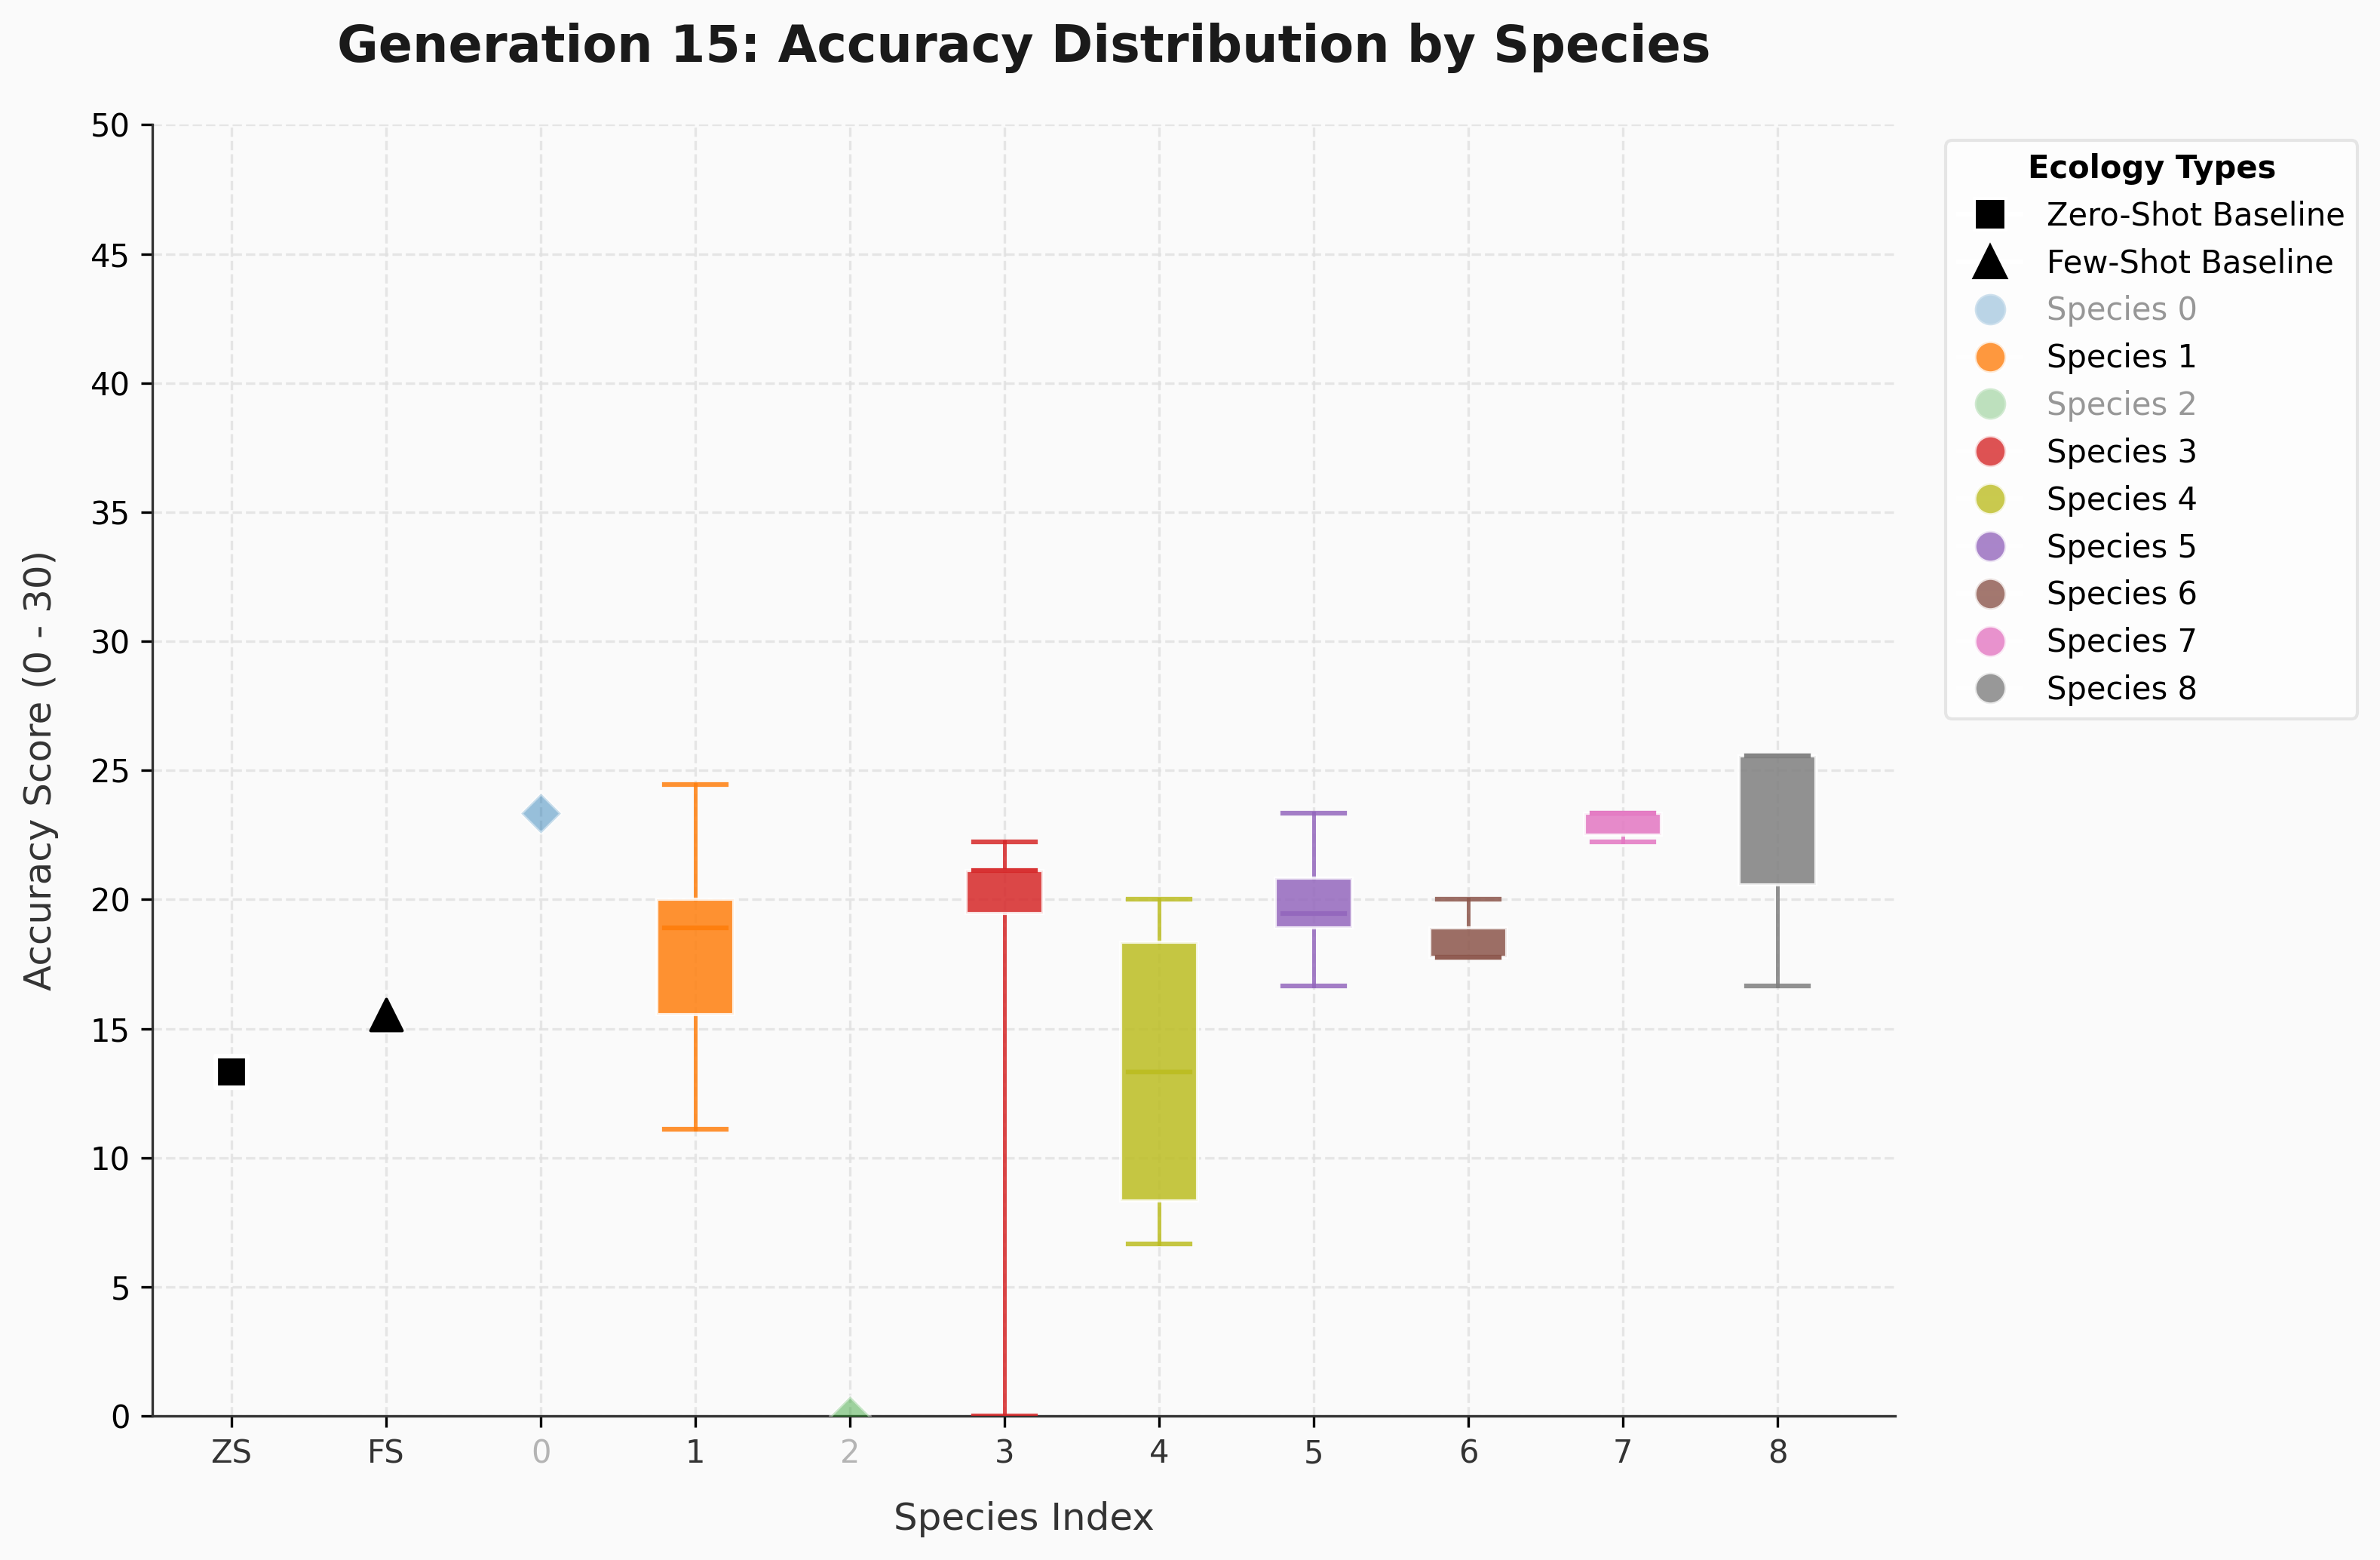 Generation 15: Accuracy Distribution by Species
Accuracy Score (0 - 30)
50
45
40
35
30
25
20
15
10
5
0
ZS
FS
0
1
2
3
4
5
6
7
8
Species Index
Ecology Types
Zero-Shot Baseline
Few-Shot Baseline
Species 0
Species 1
Species 2
Species 3
Species 4
Species 5
Species 6
Species 7
Species 8